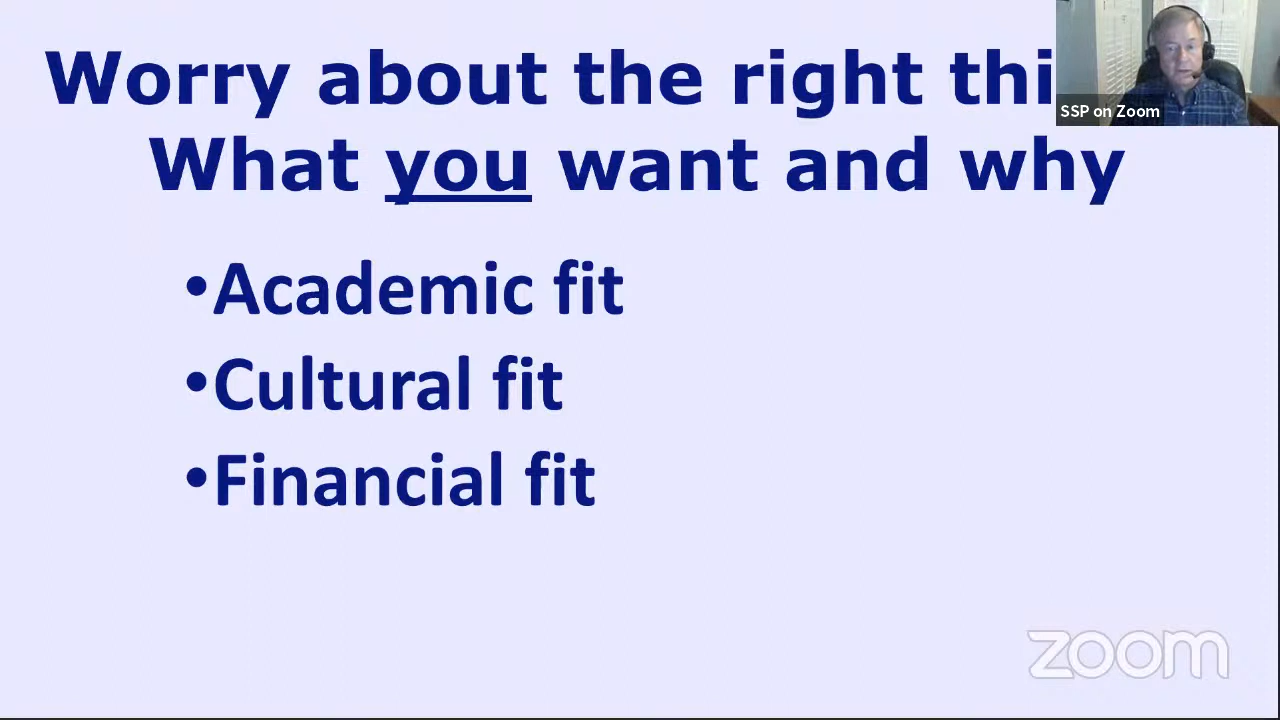 Worry about the right thi
What you want and why
•Academic fit
•Cultural fit
•Financial fit
SSP on Zoom
zoom